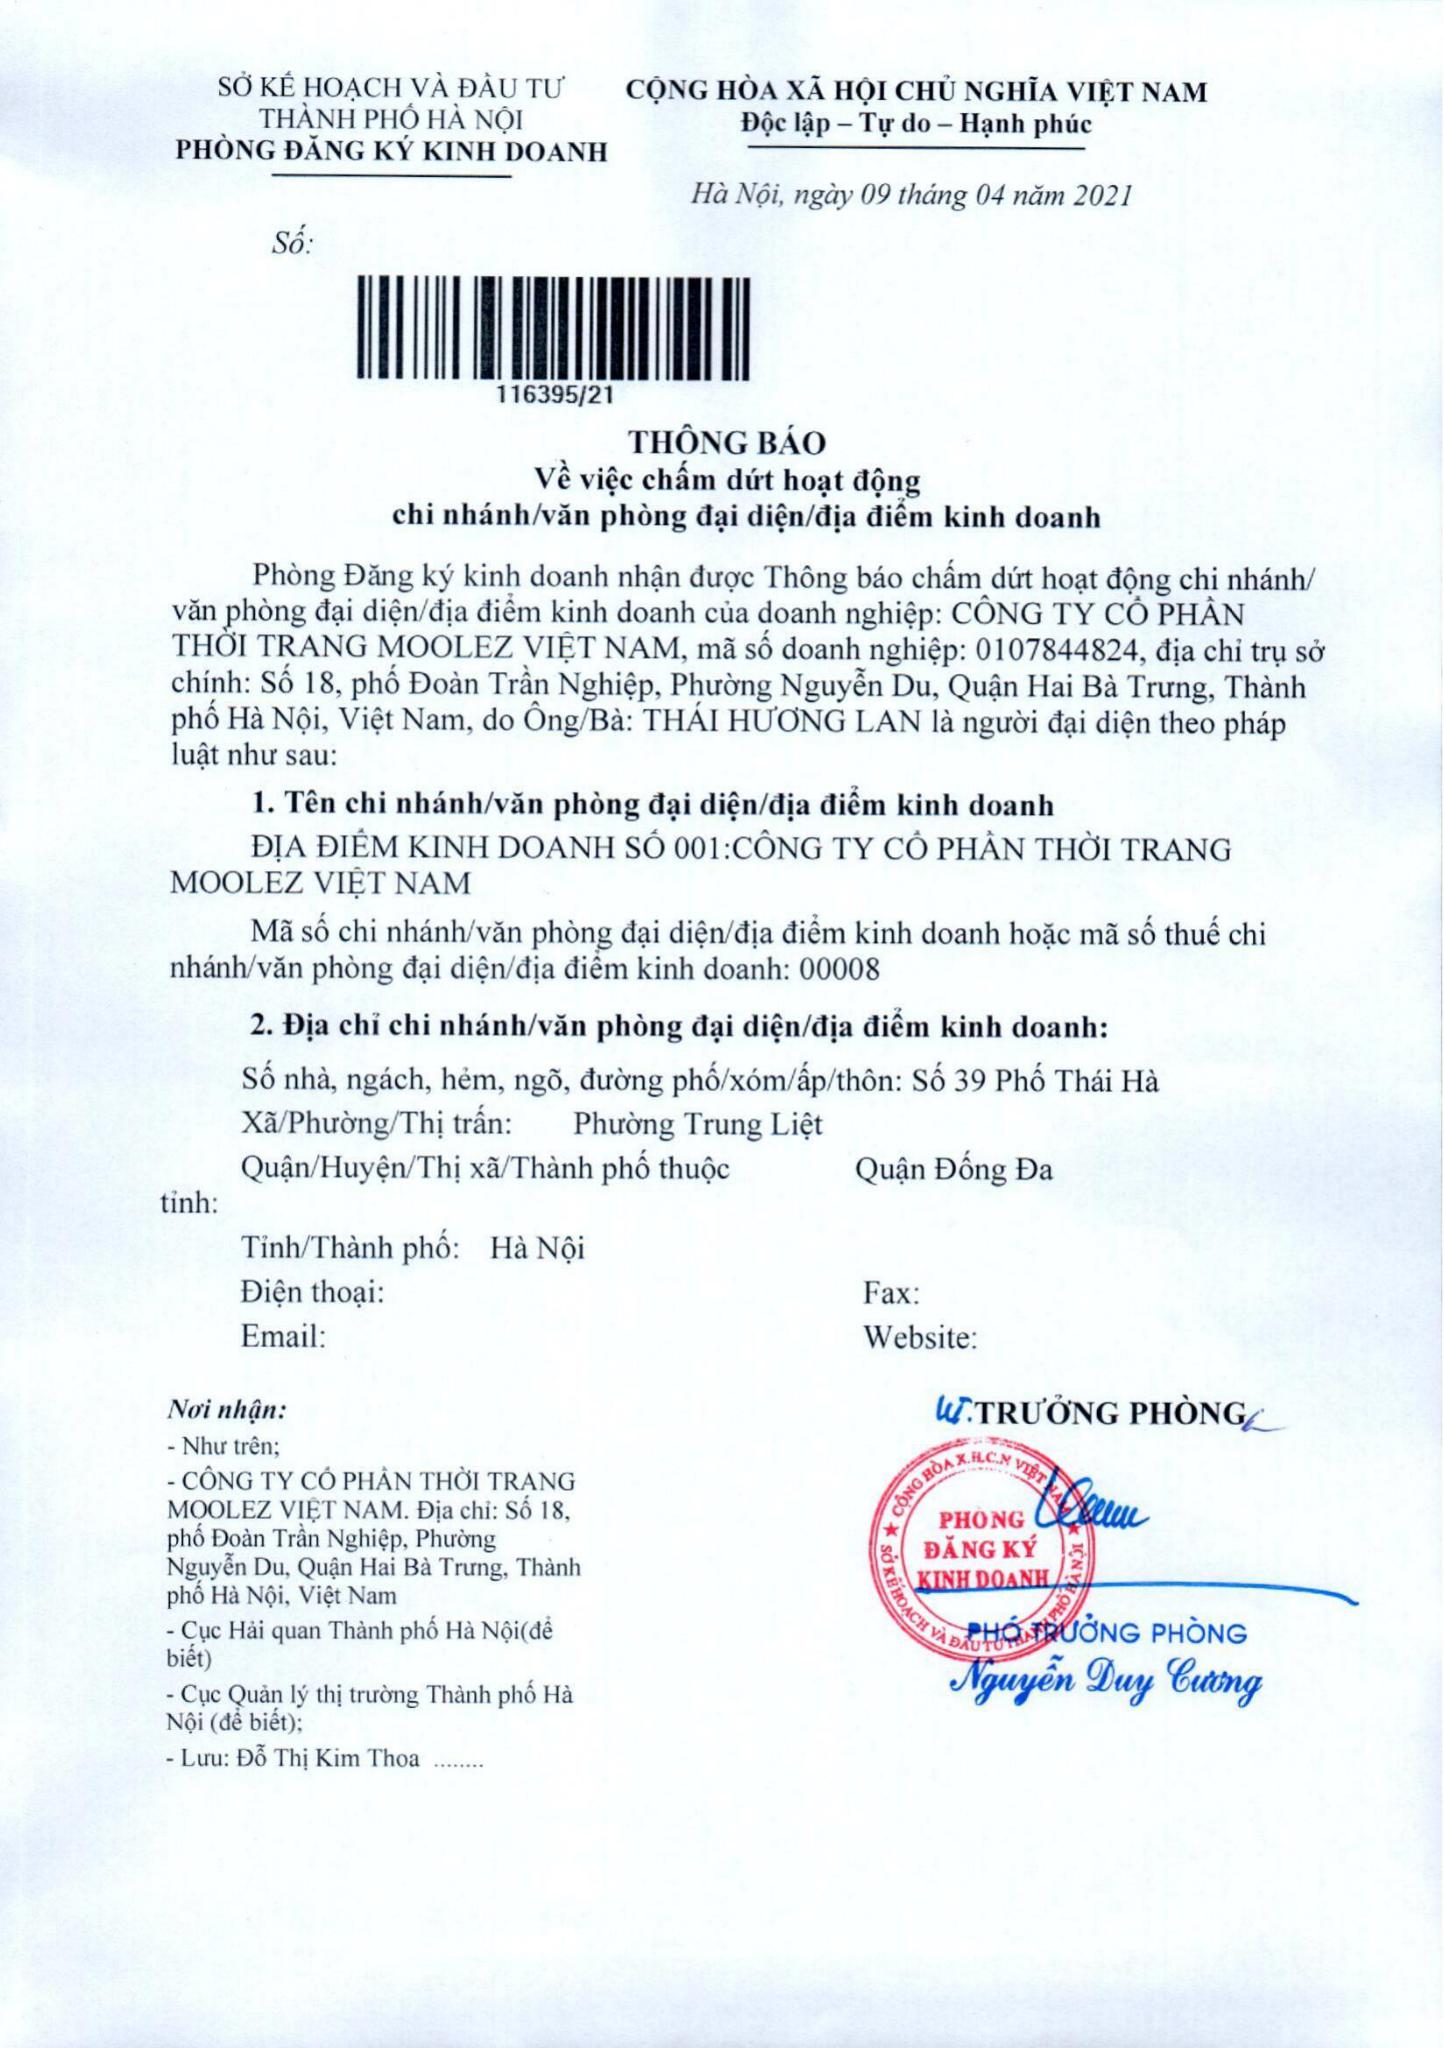 SỞ KẾ HOẠCH VÀ ĐẦU TƯ
THÀNH PHỐ HÀ NỘI
PHÒNG ĐĂNG KÝ KINH DOANH
CỘNG HÒA XÃ HỘI CHỦ NGHĨA VIỆT NAM
Độc lập – Tự do – Hạnh phúc
Hà Nội, ngày 09 tháng 04 năm 2021
Số:
116395/21
THÔNG BÁO
Về việc chấm dứt hoạt động
chi nhánh/văn phòng đại diện/địa điểm kinh doanh
Phòng Đăng ký kinh doanh nhận được Thông báo chấm dứt hoạt động chi nhánh/
văn phòng đại diện/địa điểm kinh doanh của doanh nghiệp: CÔNG TY CỔ PHẦN
THỜI TRANG MOOLEZ VIỆT NAM, mã số doanh nghiệp: 0107844824, địa chỉ trụ sở
chính: Số 18, phố Đoàn Trần Nghiệp, Phường Nguyễn Du, Quận Hai Bà Trưng, Thành
phố Hà Nội, Việt Nam, do Ông/Bà: THÁI HƯƠNG LAN là người đại diện theo pháp
luật như sau:
1. Tên chi nhánh/văn phòng đại diện/địa điểm kinh doanh
ĐỊA ĐIỂM KINH DOANH SỐ 001:CÔNG TY CỔ PHẦN THỜI TRANG
MOOLEZ VIỆT NAM
Mã số chi nhánh/văn phòng đại diện/địa điểm kinh doanh hoặc mã số thuế chi
nhánh/văn phòng đại diện/địa điểm kinh doanh: 00008
2. Địa chỉ chi nhánh/văn phòng đại diện/địa điểm kinh doanh:
Số nhà, ngách, hẻm, ngõ, đường phố/xóm/ấp/thôn: Số 39 Phố Thái Hà
Xã/Phường/Thị trấn: Phường Trung Liệt
Quận/Huyện/Thị xã/Thành phố thuộc Quận Đống Đa
tỉnh:
Tỉnh/Thành phố: Hà Nội
Điện thoại: Fax:
Email: Website:
Nơi nhận:
- Như trên;
- CÔNG TY CỔ PHẦN THỜI TRANG
MOOLEZ VIỆT NAM. Địa chỉ: Số 18,
phố Đoàn Trần Nghiệp, Phường
Nguyễn Du, Quận Hai Bà Trưng, Thành
phố Hà Nội, Việt Nam
- Cục Hải quan Thành phố Hà Nội(để
biết)
- Cục Quản lý thị trường Thành phố Hà
Nội (để biết);
- Lưu: Đỗ Thị Kim Thoa ........
KT.TRƯỞNG PHÒNG
CỘNG HÒA X.H.C.N VIỆT NAM
PHÒNG
ĐĂNG KÝ
KINH DOANH
SỞ KẾ HOẠCH VÀ ĐẦU TƯ THÀNH PHỐ HÀ NỘI
PHÓ TRƯỞNG PHÒNG
Nguyễn Duy Cương